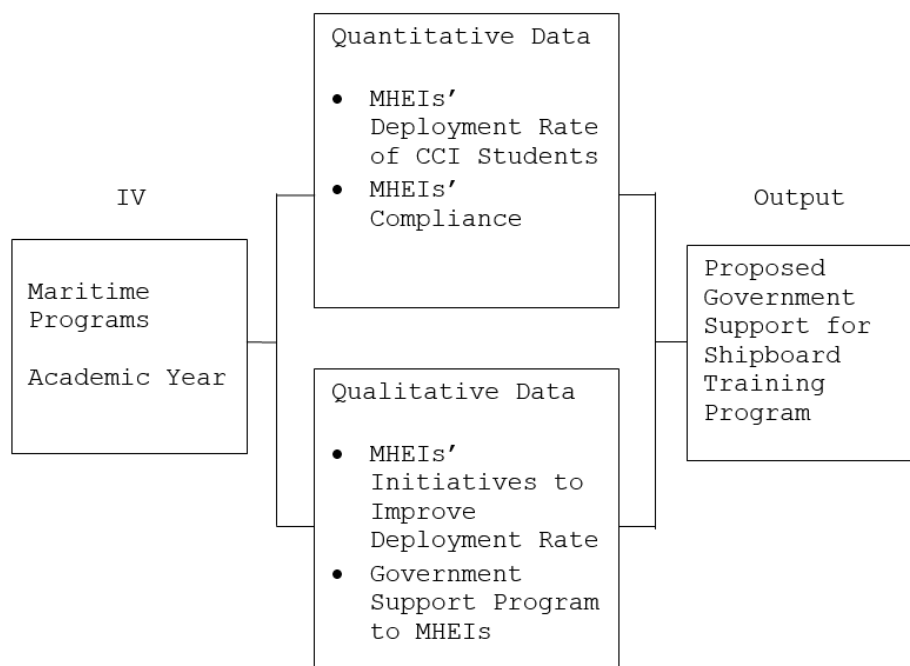 IV
Maritime
Programs
Academic Year
Quantitative Data
● MHEIs’
Deployment Rate
of CCI Students
● MHEIs’
Compliance
Qualitative Data
● MHEIs’
Initiatives to
Improve
Deployment Rate
● Government
Support Program
to MHEIs
Output
Proposed
Government
Support for
Shipboard
Training
Program